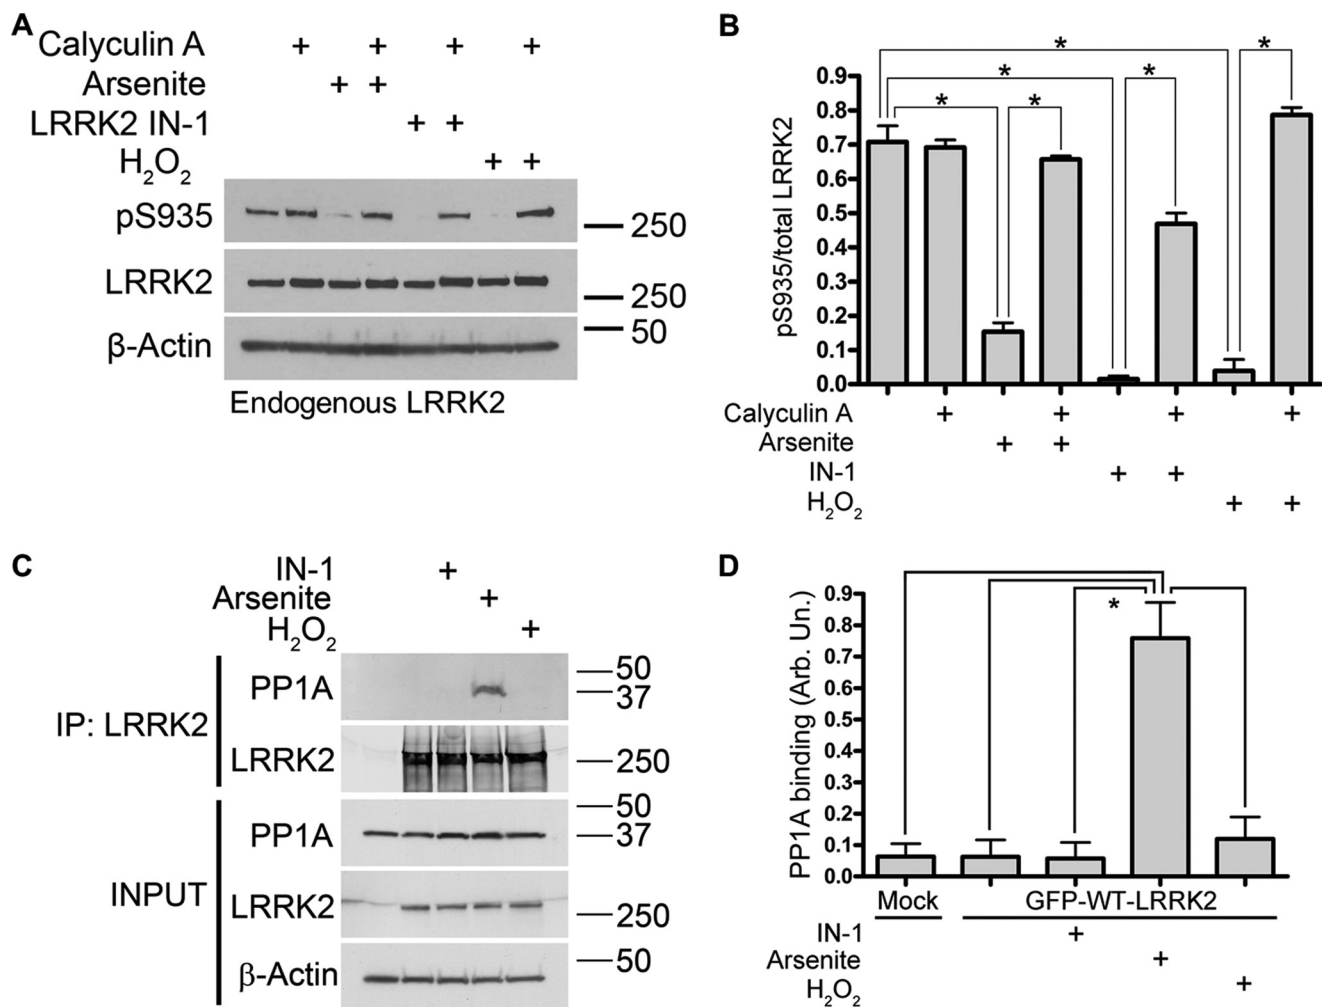 A
Calyculin A + + + +
Arsenite + +
LRRK2 IN-1 + +
H₂O₂ + +
pS935
250
LRRK2
250
50
β-Actin
Endogenous LRRK2
B
* *
* *
* *
pS935/total LRRK2
0.9
0.8
0.7
0.6
0.5
0.4
0.3
0.2
0.1
0.0
Calyculin A + + + +
Arsenite + +
IN-1 + +
H₂O₂ + +
C
IN-1 +
Arsenite +
H₂O₂ +
IP: LRRK2
PP1A
50
37
LRRK2
250
INPUT
PP1A
50
37
LRRK2
250
β-Actin
50
D
*
PP1A binding (Arb. Un.)
0.9
0.8
0.7
0.6
0.5
0.4
0.3
0.2
0.1
0.0
Mock GFP-WT-LRRK2
IN-1 +
Arsenite +
H₂O₂ +